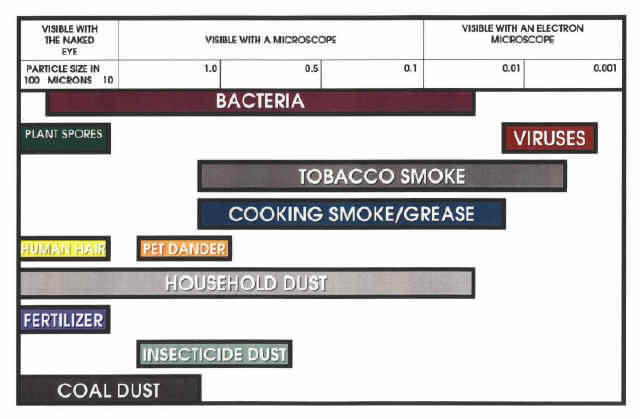 VISIBLE WITH
THE NAKED
EYE
VISIBLE WITH A MICROSCOPE
VISIBLE WITH AN ELECTRON
MICROSCOPE
PARTICLE SIZE IN
100 MICRONS 10
1.0
0.5
0.1
0.01
0.001
BACTERIA
PLANT SPORES
VIRUSES
TOBACCO SMOKE
COOKING SMOKE/GREASE
HUMAN HAIR
PET DANDER
HOUSEHOLD DUST
FERTILIZER
INSECTICIDE DUST
COAL DUST